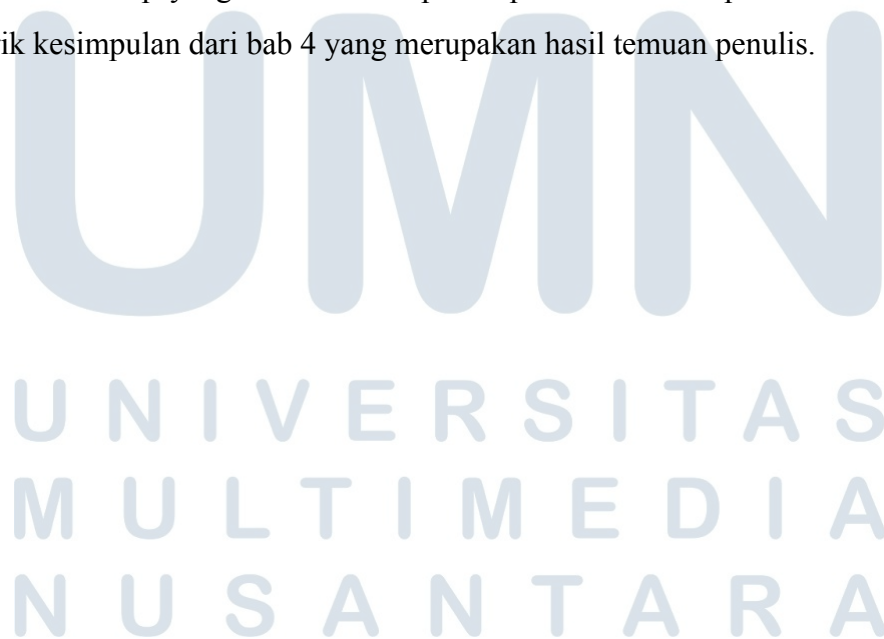 ik kesimpulan dari bab 4 yang merupakan hasil temuan penulis.
UMN
UNIVERSITAS
MULTIMEDIA
NUSANTARA